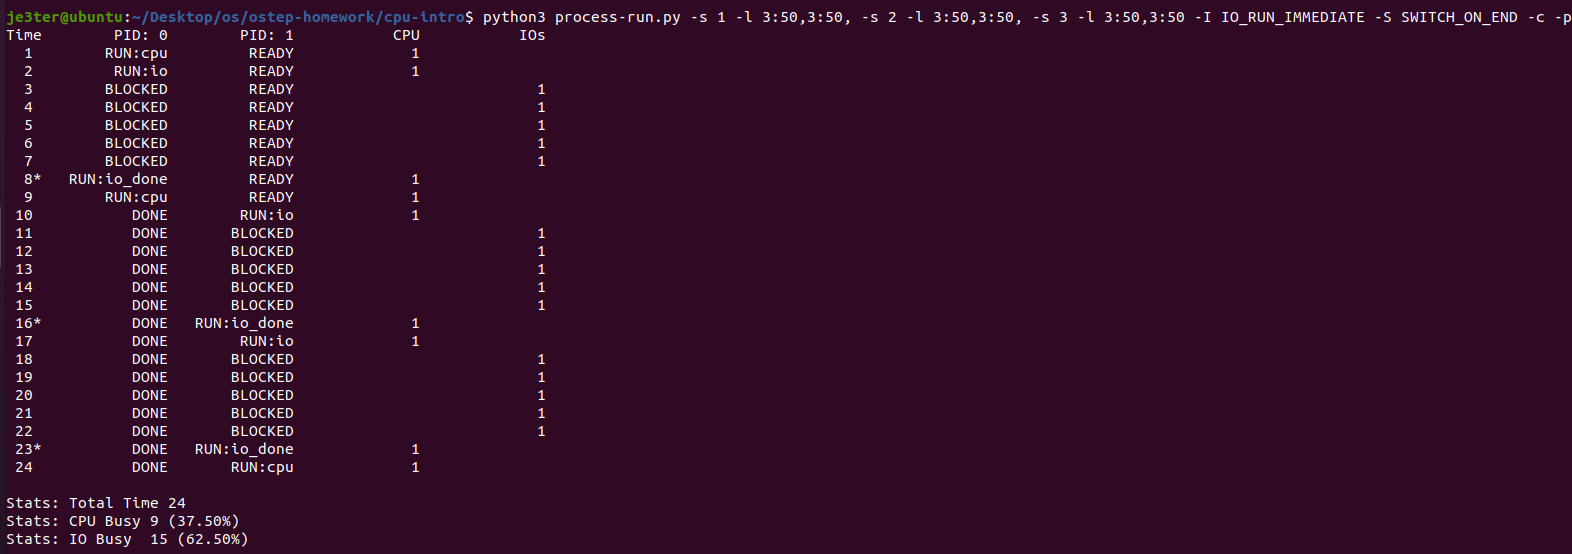 je3ter@ubuntu:~/Desktop/os/ostep-homework/cpu-intro$ python3 process-run.py -s 1 -l 3:50,3:50, -s 2 -l 3:50,3:50, -s 3 -l 3:50,3:50 -I IO_RUN_IMMEDIATE -S SWITCH_ON_END -c -p
Time PID: 0 PID: 1 CPU IOs
1 RUN:cpu READY 1
2 RUN:io READY 1
3 BLOCKED READY 1
4 BLOCKED READY 1
5 BLOCKED READY 1
6 BLOCKED READY 1
7 BLOCKED READY 1
8* RUN:io_done READY 1
9 RUN:cpu READY 1
10 DONE RUN:io 1
11 DONE BLOCKED 1
12 DONE BLOCKED 1
13 DONE BLOCKED 1
14 DONE BLOCKED 1
15 DONE BLOCKED 1
16* DONE RUN:io_done 1
17 DONE RUN:io 1
18 DONE BLOCKED 1
19 DONE BLOCKED 1
20 DONE BLOCKED 1
21 DONE BLOCKED 1
22 DONE BLOCKED 1
23* DONE RUN:io_done 1
24 DONE RUN:cpu 1
Stats: Total Time 24
Stats: CPU Busy 9 (37.50%)
Stats: IO Busy 15 (62.50%)